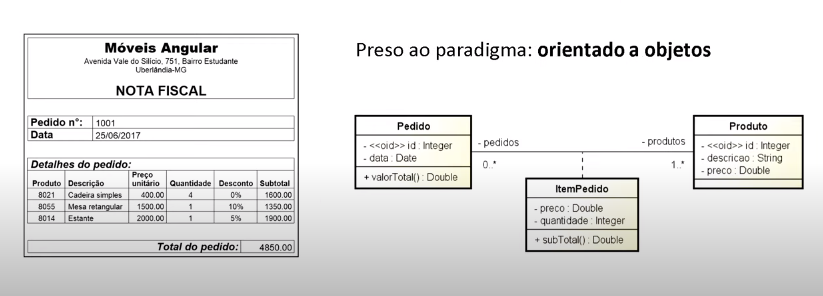 Móveis Angular
Avenida Vale do Silício, 751, Bairro Estudante
Uberlândia-MG
NOTA FISCAL
Pedido n°: 1001
Data 25/06/2017
Detalhes do pedido:
Produto Descrição Preço unitário Quantidade Desconto Subtotal
8021 Cadeira simples 400.00 4 0% 1600.00
8055 Mesa retangular 1500.00 1 10% 1350.00
8014 Estante 2000.00 1 5% 1900.00
Total do pedido: 4850.00
Preso ao paradigma: orientado a objetos
Pedido
- <<oid>> id : Integer
- data : Date
+ valorTotal() : Double
- pedidos
0..*
- produtos
1..*
Produto
- <<oid>> id : Integer
- descricao : String
- preco : Double
ItemPedido
- preco : Double
- quantidade : Integer
+ subTotal() : Double